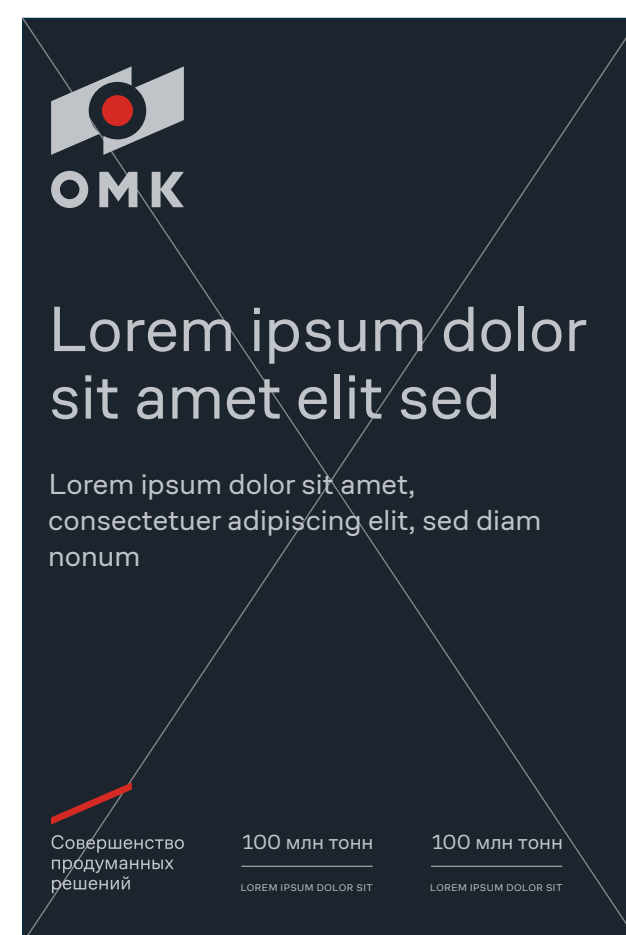 ОМК
Lorem ipsum dolor
sit amet elit sed
Lorem ipsum dolor sit amet,
consectetuer adipiscing elit, sed diam
nonum
Совершенство
продуманных
решений
100 млн тонн
LOREM IPSUM DOLOR SIT
100 млн тонн
LOREM IPSUM DOLOR SIT